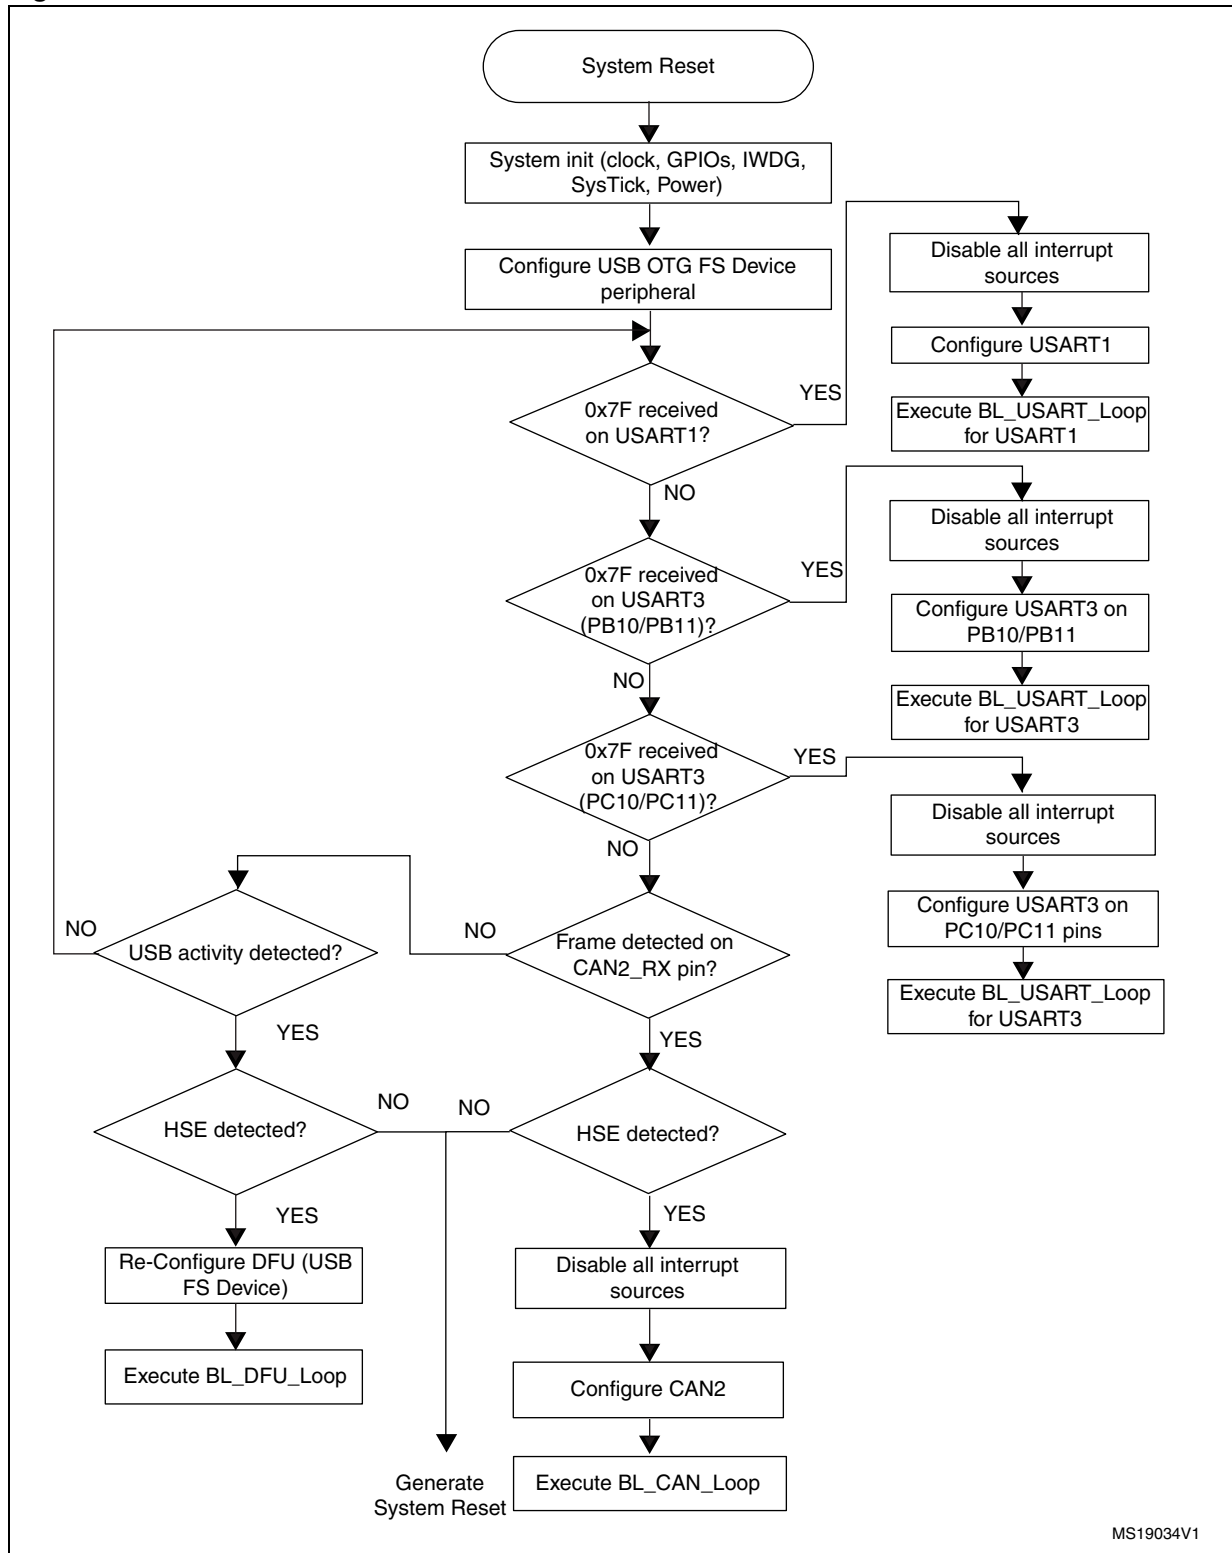 System Reset
System init (clock, GPIOs, IWDG,
SysTick, Power)
Configure USB OTG FS Device
peripheral
Disable all interrupt
sources
Configure USART1
Execute BL_USART_Loop
for USART1
YES
0x7F received
on USART1?
NO
Disable all interrupt
sources
YES
0x7F received
on USART3
(PB10/PB11)?
Configure USART3 on
PB10/PB11
NO
Execute BL_USART_Loop
for USART3
YES
0x7F received
on USART3
(PC10/PC11)?
Disable all interrupt
sources
NO
Configure USART3 on
PC10/PC11 pins
NO
USB activity detected?
NO
Frame detected on
CAN2_RX pin?
Execute BL_USART_Loop
for USART3
YES
YES
NO
NO
HSE detected?
HSE detected?
YES
YES
Re-Configure DFU (USB
FS Device)
Disable all interrupt
sources
Execute BL_DFU_Loop
Configure CAN2
Generate
System Reset
Execute BL_CAN_Loop
MS19034V1